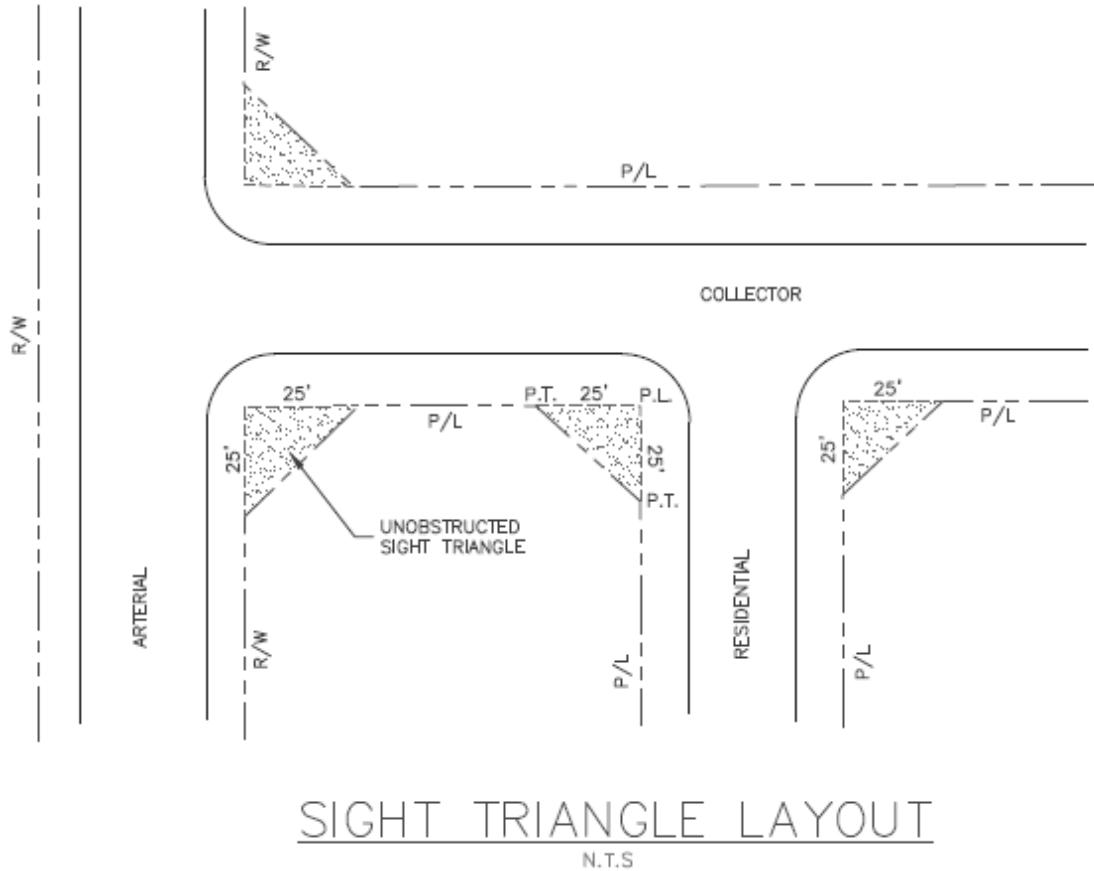 R/W
P/L
COLLECTOR
R/W
25'
P.T.
25'
P.L.
25'
P/L
P/L
25'
25'
25'
P.T.
UNOBSTRUCTED
SIGHT TRIANGLE
ARTERIAL
RESIDENTIAL
R/W
P/L
P/L
SIGHT TRIANGLE LAYOUT
N.T.S